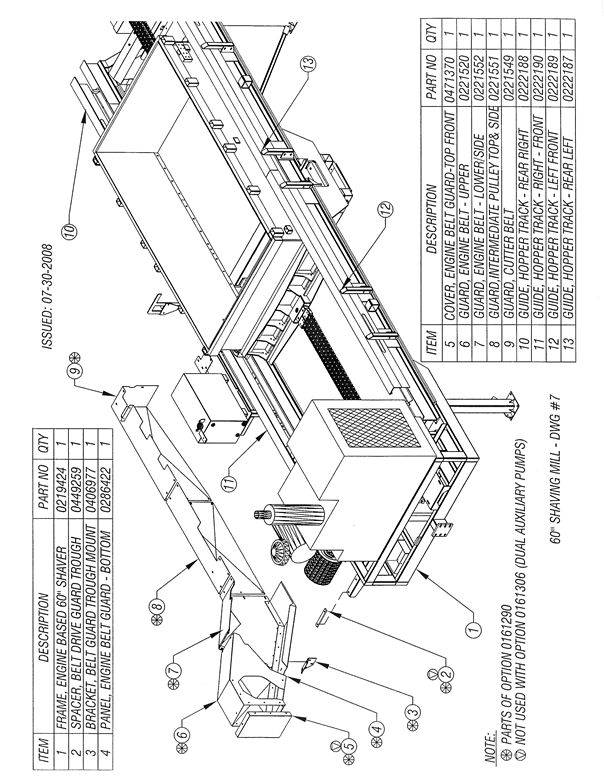 ITEM DESCRIPTION PART NO QTY
1 FRAME, ENGINE BASED 60" SHAVER 0219424 1
2 SPACER, BELT DRIVE GUARD TROUGH 0449259 1
3 BRACKET, BELT GUARD TROUGH MOUNT 0406977 1
4 PANEL, ENGINE BELT GUARD - BOTTOM 0286422 1
ISSUED: 07-30-2008
9
8
7
6
5
4
3
2
1
10
11
12
13
NOTE:
PARTS OF OPTION 0161290
NOT USED WITH OPTION 0161306 (DUAL AUXILIARY PUMPS)
60" SHAVING MILL - DWG #7
ITEM DESCRIPTION PART NO QTY
5 COVER, ENGINE BELT GUARD-TOP FRONT 0471370 1
6 GUARD, ENGINE BELT - UPPER 0221520 1
7 GUARD, ENGINE BELT - LOWER/SIDE 0221552 1
8 GUARD,INTERMEDIATE PULLEY TOP& SIDE 0221551 1
9 GUARD, CUTTER BELT 0221549 1
10 GUIDE, HOPPER TRACK - REAR RIGHT 0222188 1
11 GUIDE, HOPPER TRACK - RIGHT - FRONT 0222190 1
12 GUIDE, HOPPER TRACK - LEFT FRONT 0222189 1
13 GUIDE, HOPPER TRACK - REAR LEFT 0222187 1